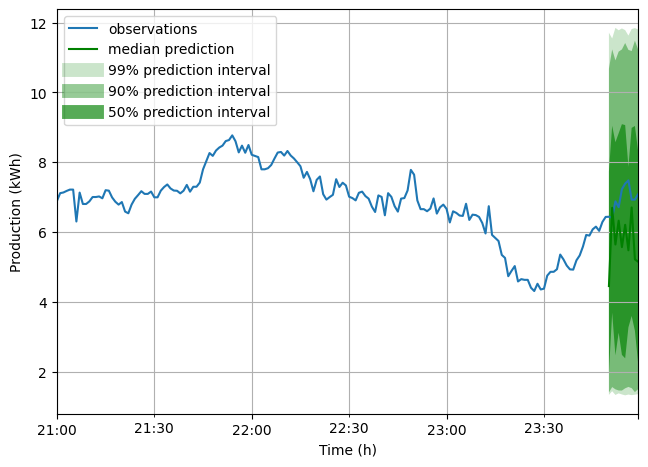 observations
median prediction
99% prediction interval
90% prediction interval
50% prediction interval
Production (kWh)
12
10
8
6
4
2
21:00
21:30
22:00
22:30
23:00
23:30
Time (h)